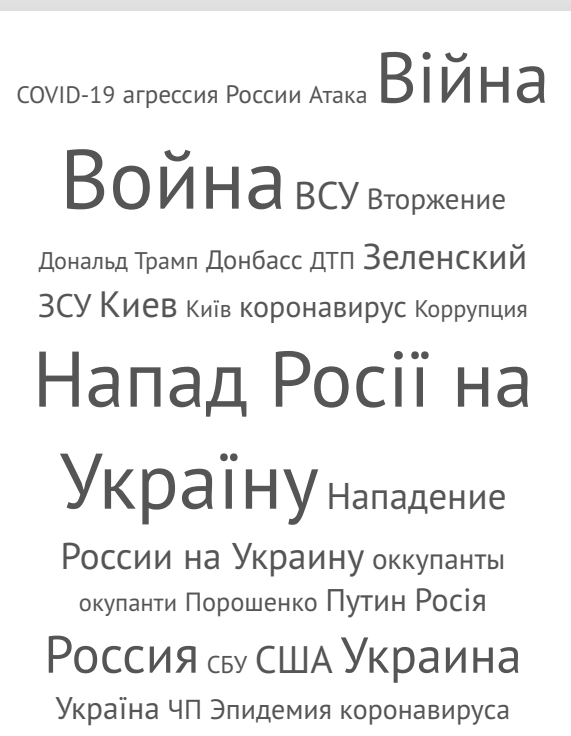 COVID-19 агрессия России Атака Війна
Война ВСУ Вторжение
Дональд Трамп Донбасс ДТП Зеленский
ЗСУ Киев Київ коронавирус Коррупция
Напад Росії на
Україну Нападение
России на Украину оккупанты
окупанти Порошенко Путин Росія
Россия СБУ США Украина
Україна ЧП Эпидемия коронавируса